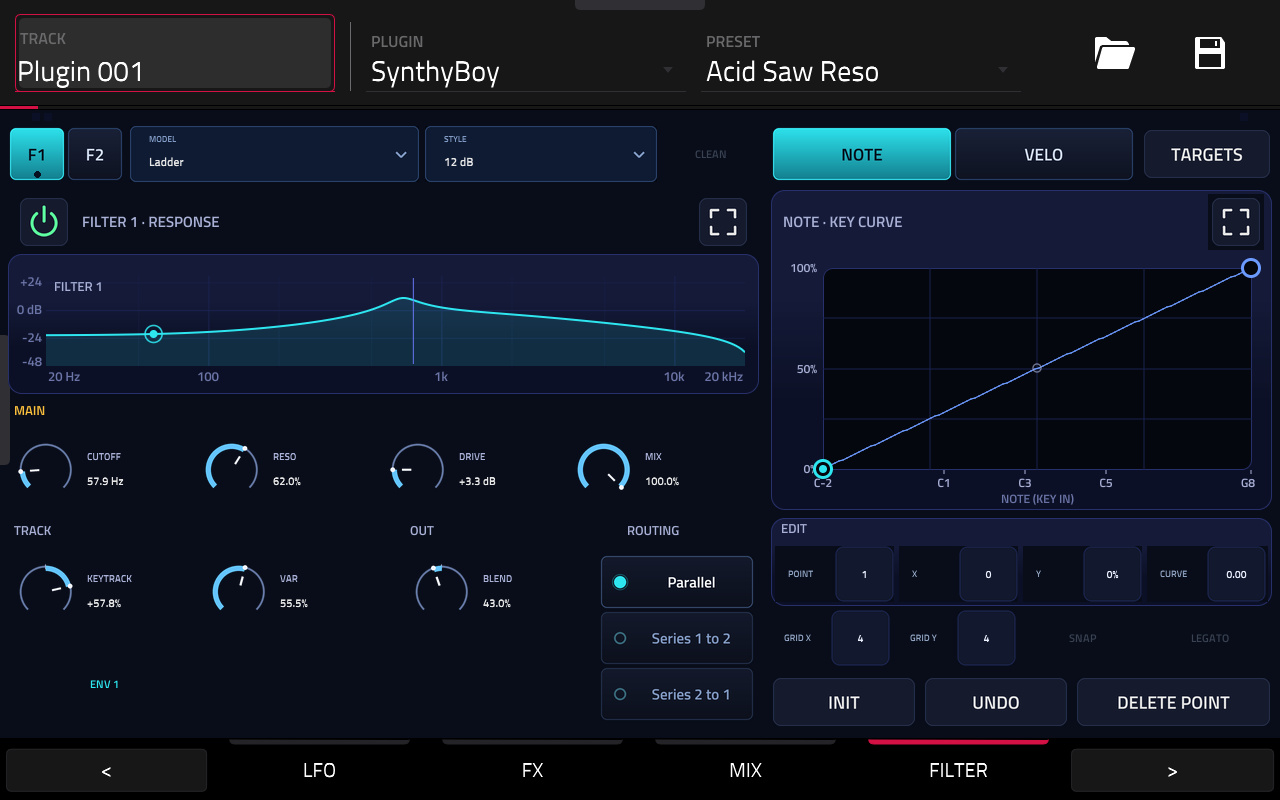 TRACK
Plugin 001
PLUGIN
SynthyBoy
PRESET
Acid Saw Reso
F1
F2
MODEL
Ladder
STYLE
12 dB
CLEAN
NOTE
VELO
TARGETS
FILTER 1 · RESPONSE
NOTE · KEY CURVE
+24
0 dB
-24
-48
FILTER 1
20 Hz
100
1k
10k
20 kHz
100%
50%
0%
C-2
C1
C3
C5
G8
NOTE (KEY IN)
MAIN
CUTOFF
57.9 Hz
RESO
62.0%
DRIVE
+3.3 dB
MIX
100.0%
TRACK
OUT
ROUTING
KEYTRACK
+57.8%
VAR
55.5%
BLEND
43.0%
Parallel
Series 1 to 2
Series 2 to 1
ENV 1
EDIT
POINT
1
X
0
Y
0%
CURVE
0.00
GRID X
4
GRID Y
4
SNAP
LEGATO
INIT
UNDO
DELETE POINT
<
LFO
FX
MIX
FILTER
>